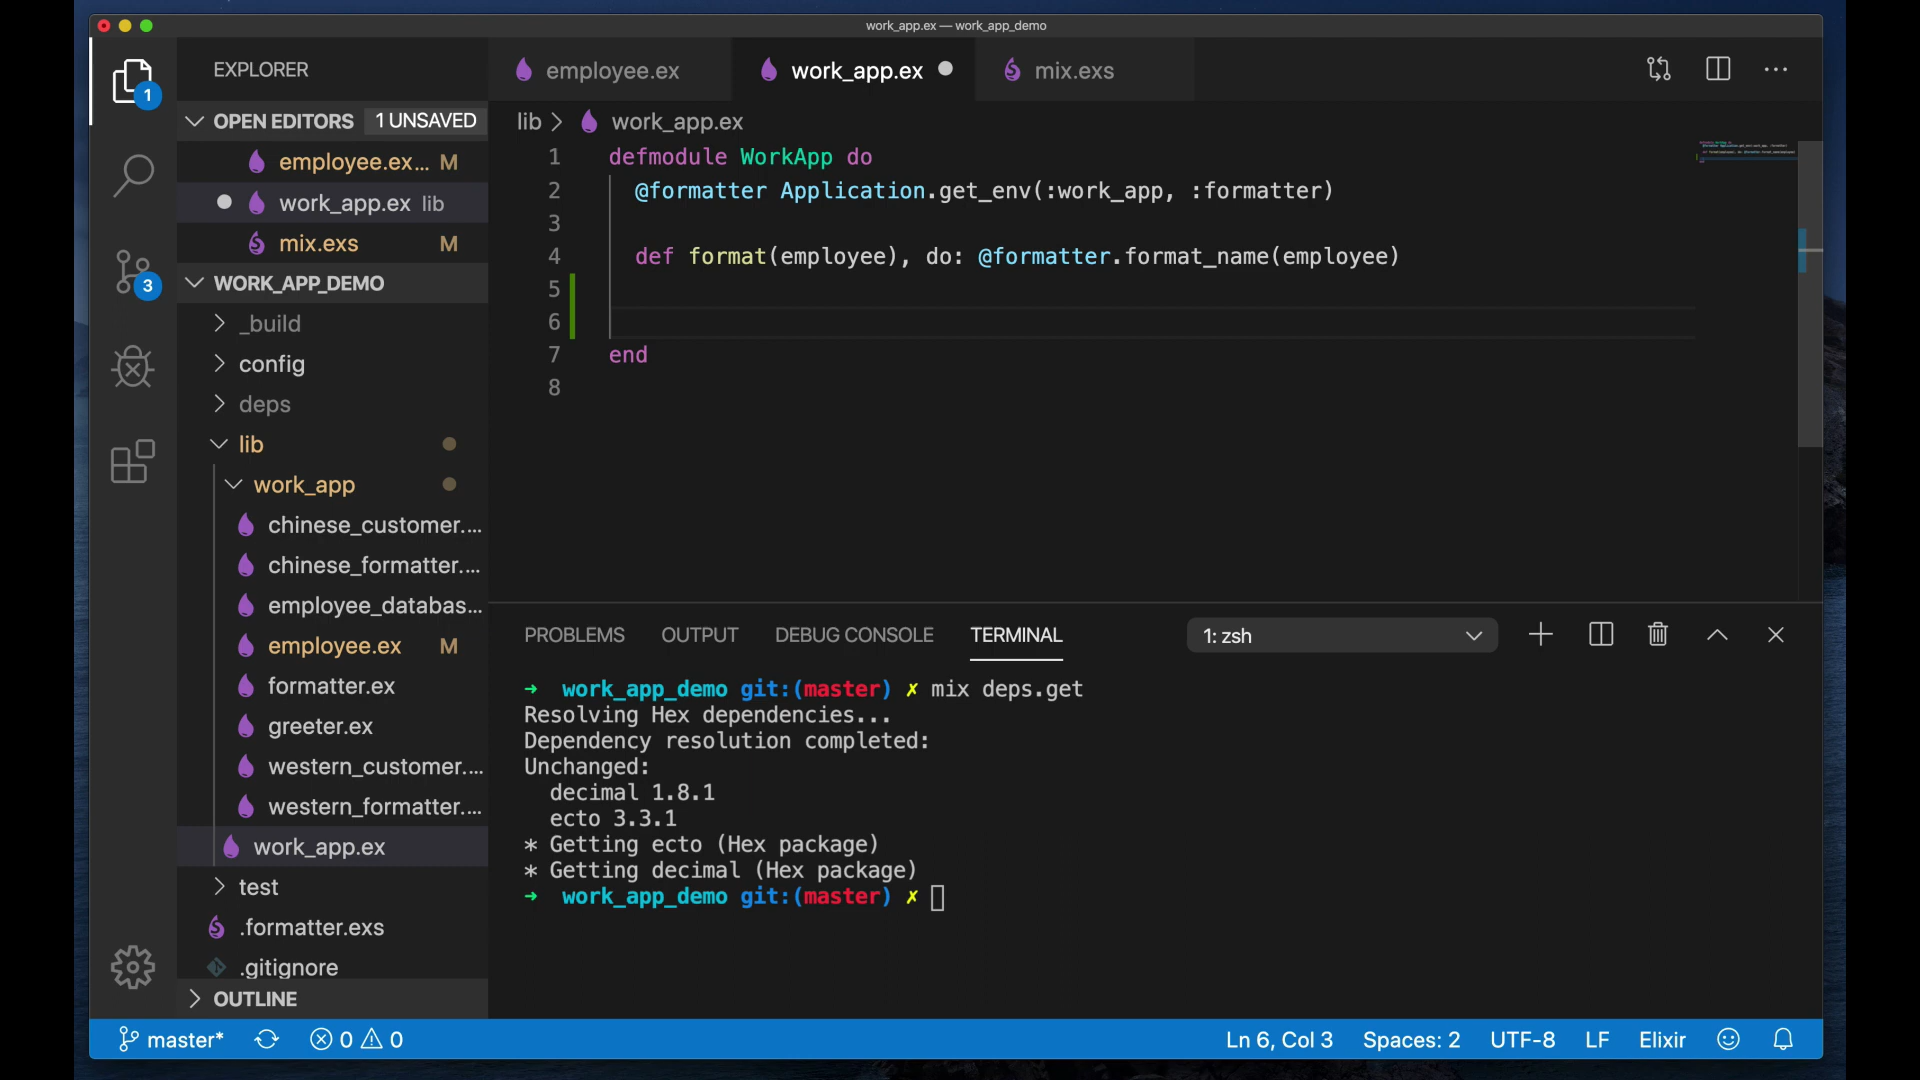 work_app.ex — work_app_demo
EXPLORER
employee.ex
work_app.ex
mix.exs
1
OPEN EDITORS
1 UNSAVED
employee.ex... M
work_app.ex lib
mix.exs M
3
WORK_APP_DEMO
_build
config
deps
lib
work_app
chinese_customer....
chinese_formatter....
employee_databas...
employee.ex M
formatter.ex
greeter.ex
western_customer....
western_formatter....
work_app.ex
test
.formatter.exs
.gitignore
OUTLINE
lib > work_app.ex
1 defmodule WorkApp do
2 @formatter Application.get_env(:work_app, :formatter)
3
4 def format(employee), do: @formatter.format_name(employee)
5
6
7 end
8
PROBLEMS OUTPUT DEBUG CONSOLE TERMINAL
1: zsh
➜ work_app_demo git:(master) ✗ mix deps.get
Resolving Hex dependencies...
Dependency resolution completed:
Unchanged:
decimal 1.8.1
ecto 3.3.1
* Getting ecto (Hex package)
* Getting decimal (Hex package)
➜ work_app_demo git:(master) ✗
master* 0 0
Ln 6, Col 3 Spaces: 2 UTF-8 LF Elixir